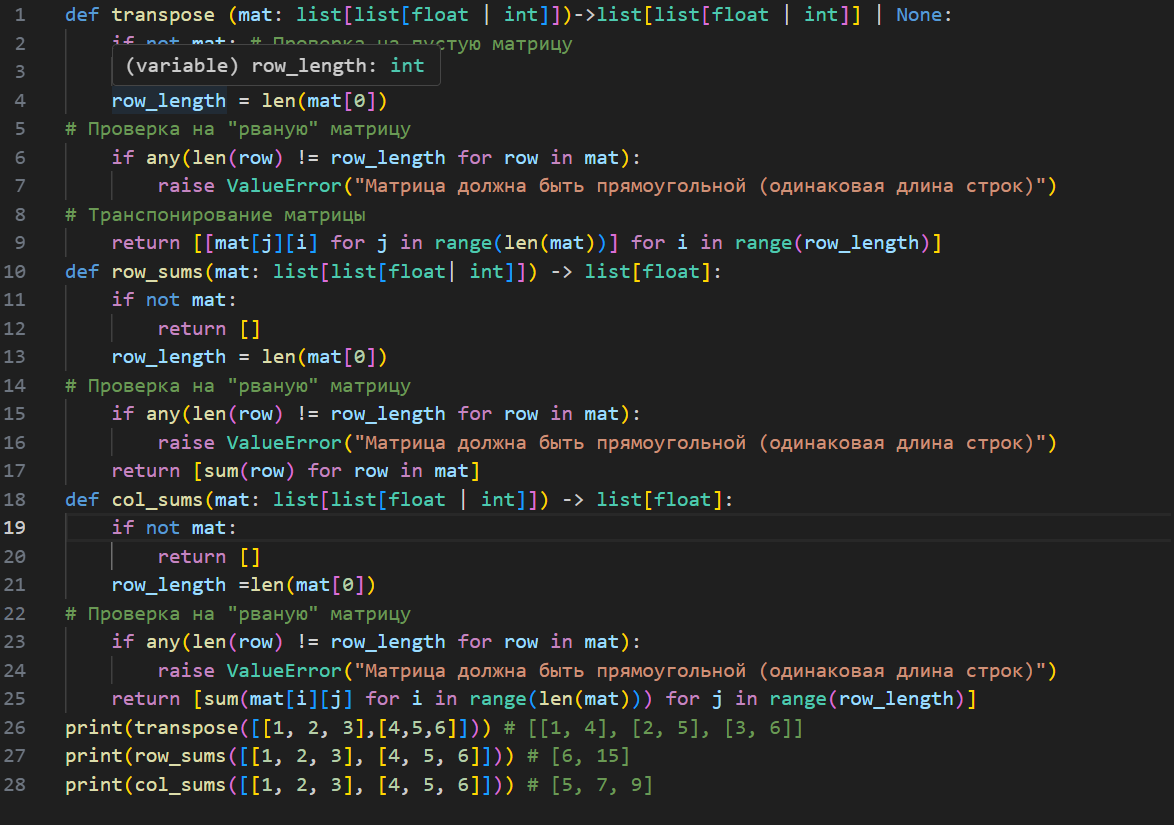 1 def transpose (mat: list[list[float | int]])->list[list[float | int]] | None:
2 if not mat: # Проверка на пустую матрицу
(variable) row_length: int
3
4 row_length = len(mat[0])
5 # Проверка на "рваную" матрицу
6 if any(len(row) != row_length for row in mat):
7 raise ValueError("Матрица должна быть прямоугольной (одинаковая длина строк)")
8 # Транспонирование матрицы
9 return [[mat[j][i] for j in range(len(mat))] for i in range(row_length)]
10 def row_sums(mat: list[list[float| int]]) -> list[float]:
11 if not mat:
12 return []
13 row_length = len(mat[0])
14 # Проверка на "рваную" матрицу
15 if any(len(row) != row_length for row in mat):
16 raise ValueError("Матрица должна быть прямоугольной (одинаковая длина строк)")
17 return [sum(row) for row in mat]
18 def col_sums(mat: list[list[float | int]]) -> list[float]:
19 if not mat:
20 return []
21 row_length =len(mat[0])
22 # Проверка на "рваную" матрицу
23 if any(len(row) != row_length for row in mat):
24 raise ValueError("Матрица должна быть прямоугольной (одинаковая длина строк)")
25 return [sum(mat[i][j] for i in range(len(mat))) for j in range(row_length)]
26 print(transpose([[1, 2, 3],[4,5,6]])) # [[1, 4], [2, 5], [3, 6]]
27 print(row_sums([[1, 2, 3], [4, 5, 6]])) # [6, 15]
28 print(col_sums([[1, 2, 3], [4, 5, 6]])) # [5, 7, 9]